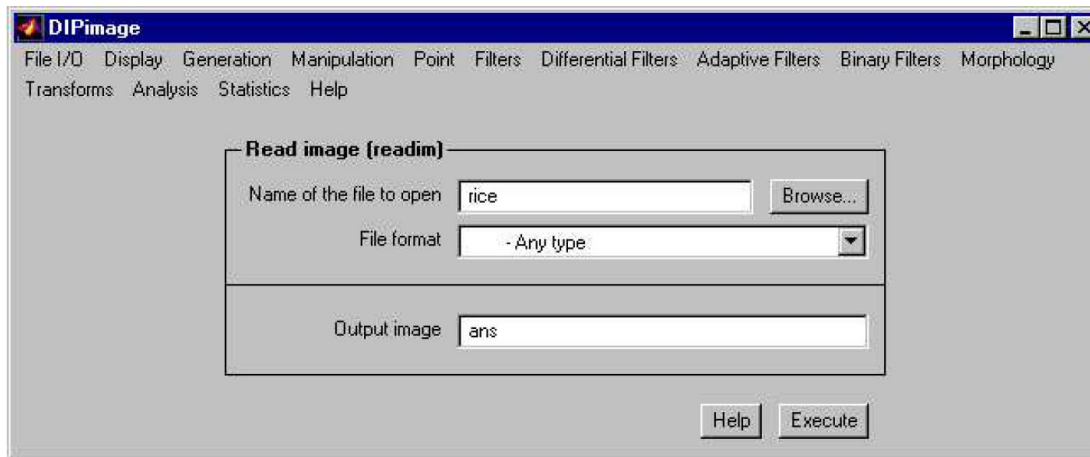 DIPimage
File I/O Display Generation Manipulation Point Filters Differential Filters Adaptive Filters Binary Filters Morphology
Transforms Analysis Statistics Help
Read image (readim)
Name of the file to open rice Browse...
File format - Any type
Output image ans
Help Execute